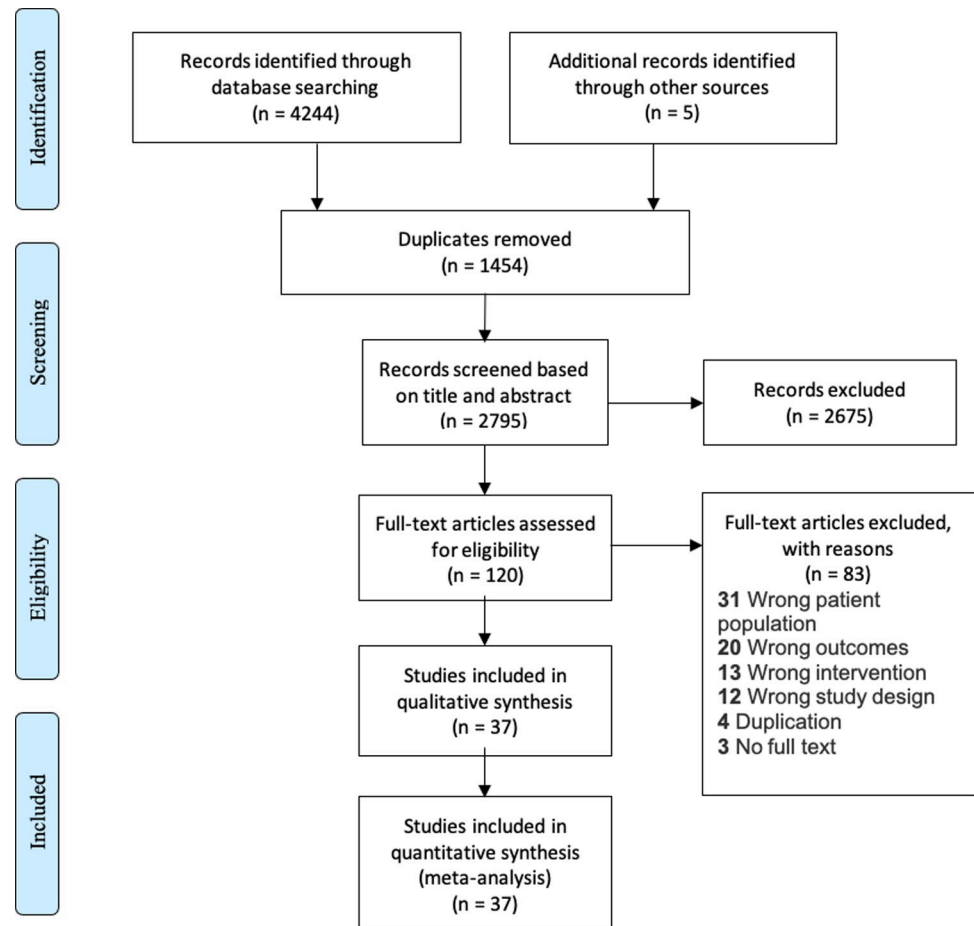 Identification
Records identified through
database searching
(n = 4244)
Additional records identified
through other sources
(n = 5)
Duplicates removed
(n = 1454)
Screening
Records screened based
on title and abstract
(n = 2795)
Records excluded
(n = 2675)
Eligibility
Full-text articles assessed
for eligibility
(n = 120)
Full-text articles excluded,
with reasons
(n = 83)
31 Wrong patient
population
20 Wrong outcomes
13 Wrong intervention
12 Wrong study design
4 Duplication
3 No full text
Studies included in
qualitative synthesis
(n = 37)
Included
Studies included in
quantitative synthesis
(meta-analysis)
(n = 37)